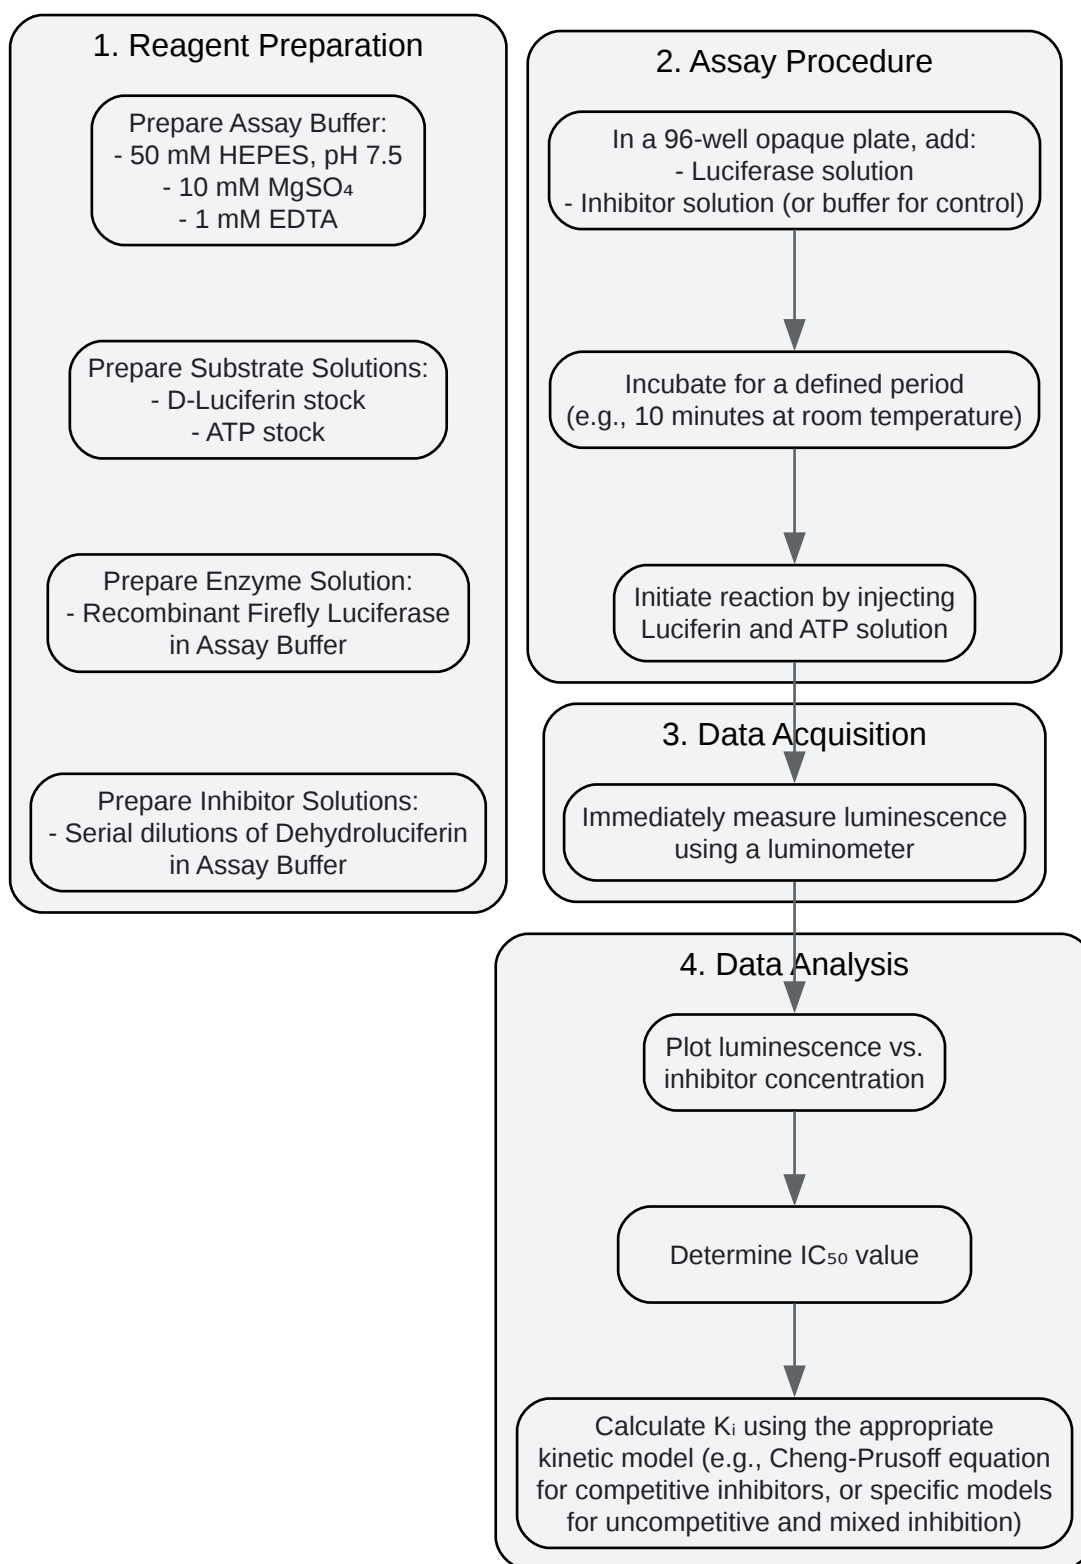 1. Reagent Preparation
Prepare Assay Buffer:
- 50 mM HEPES, pH 7.5
- 10 mM MgSO₄
- 1 mM EDTA
Prepare Substrate Solutions:
- D-Luciferin stock
- ATP stock
Prepare Enzyme Solution:
- Recombinant Firefly Luciferase
in Assay Buffer
Prepare Inhibitor Solutions:
- Serial dilutions of Dehydroluciferin
in Assay Buffer
2. Assay Procedure
In a 96-well opaque plate, add:
- Luciferase solution
- Inhibitor solution (or buffer for control)
Incubate for a defined period
(e.g., 10 minutes at room temperature)
Initiate reaction by injecting
Luciferin and ATP solution
3. Data Acquisition
Immediately measure luminescence
using a luminometer
4. Data Analysis
Plot luminescence vs.
inhibitor concentration
Determine IC₅₀ value
Calculate Kᵢ using the appropriate
kinetic model (e.g., Cheng-Prusoff equation
for competitive inhibitors, or specific models
for uncompetitive and mixed inhibition)